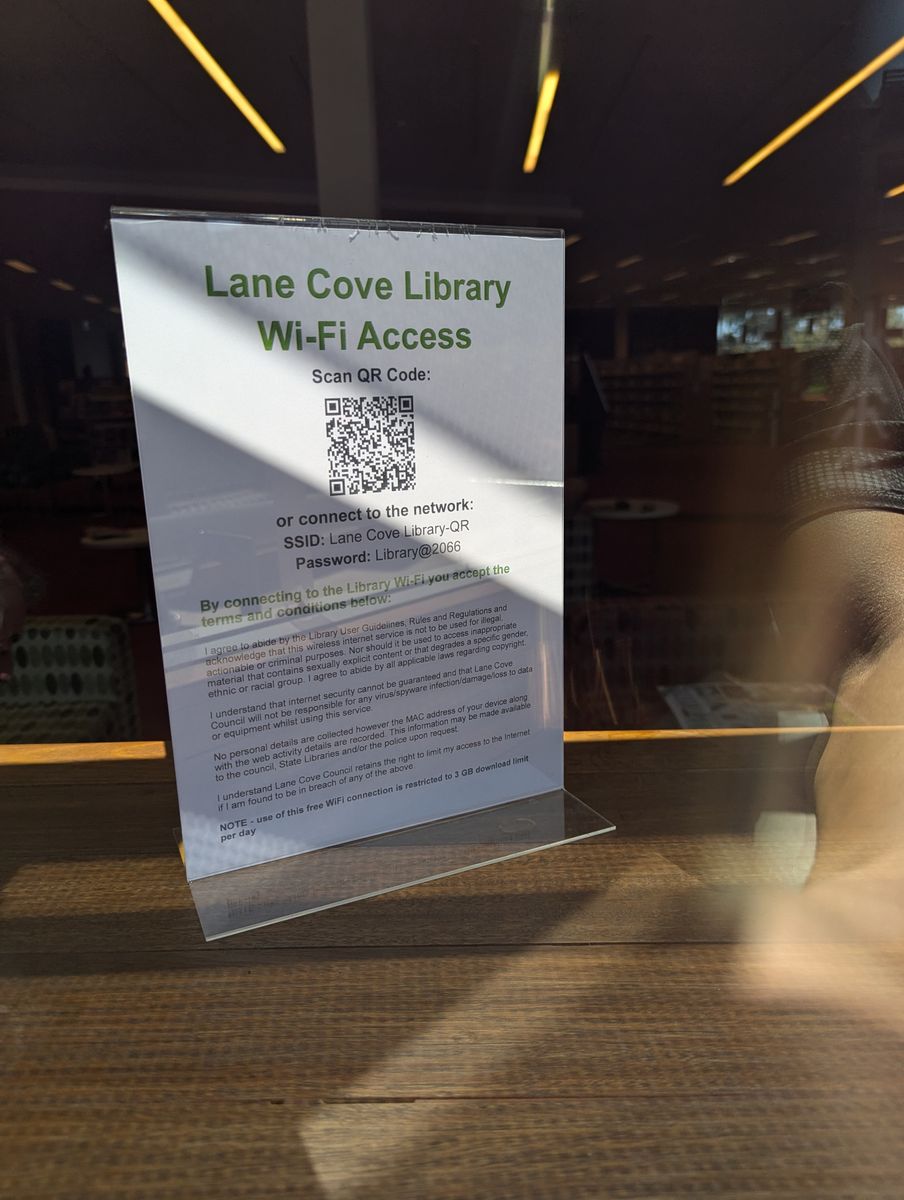 Lane Cove Library
Wi-Fi Access
Scan QR Code:
or connect to the network:
SSID: Lane Cove Library-QR
Password: Library@2066
By connecting to the Library Wi-Fi you accept the
terms and conditions below:
I agree to abide by the Library User Guidelines, Rules and Regulations and
acknowledge that this wireless internet service is not to be used for illegal,
actionable or criminal purposes. Nor should it be used to access inappropriate
material that contains sexually explicit content or that degrades a specific gender,
ethnic or racial group. I agree to abide by all applicable laws regarding copyright.
I understand that internet security cannot be guaranteed and that Lane Cove
Council will not be responsible for any virus/spyware infection/damage/loss to data
or equipment whilst using this service.
No personal details are collected however the MAC address of your device along
with the web activity details are recorded. This information may be made available
to the council, State Libraries and/or the police upon request.
I understand Lane Cove Council retains the right to limit my access to the Internet
if I am found to be in breach of any of the above.
NOTE - use of this free WiFi connection is restricted to 3 GB download limit
per day